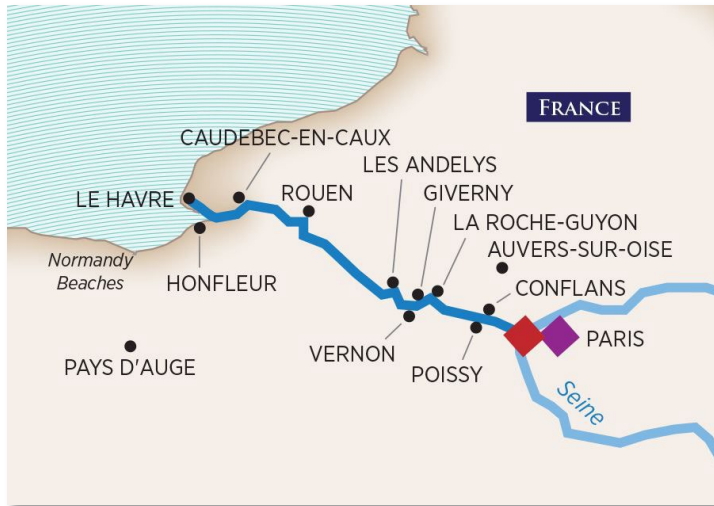 FRANCE
CAUDEBEC-EN-CAUX
LES ANDELYS
LE HAVRE
ROUEN
GIVERNY
LA ROCHE-GUYON
AUVERS-SUR-OISE
Normandy
Beaches
HONFLEUR
CONFLANS
VERNON
PARIS
PAYS D'AUGE
POISSY
Seine